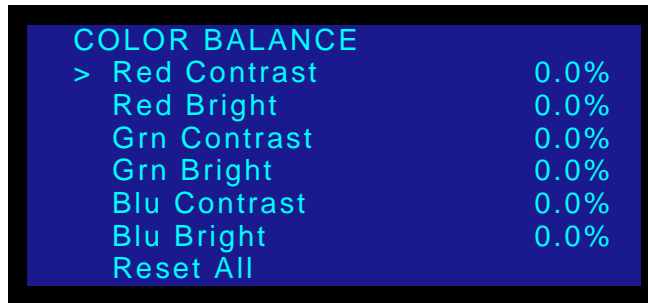 COLOR BALANCE
> Red Contrast 0.0%
Red Bright 0.0%
Grn Contrast 0.0%
Grn Bright 0.0%
Blu Contrast 0.0%
Blu Bright 0.0%
Reset All